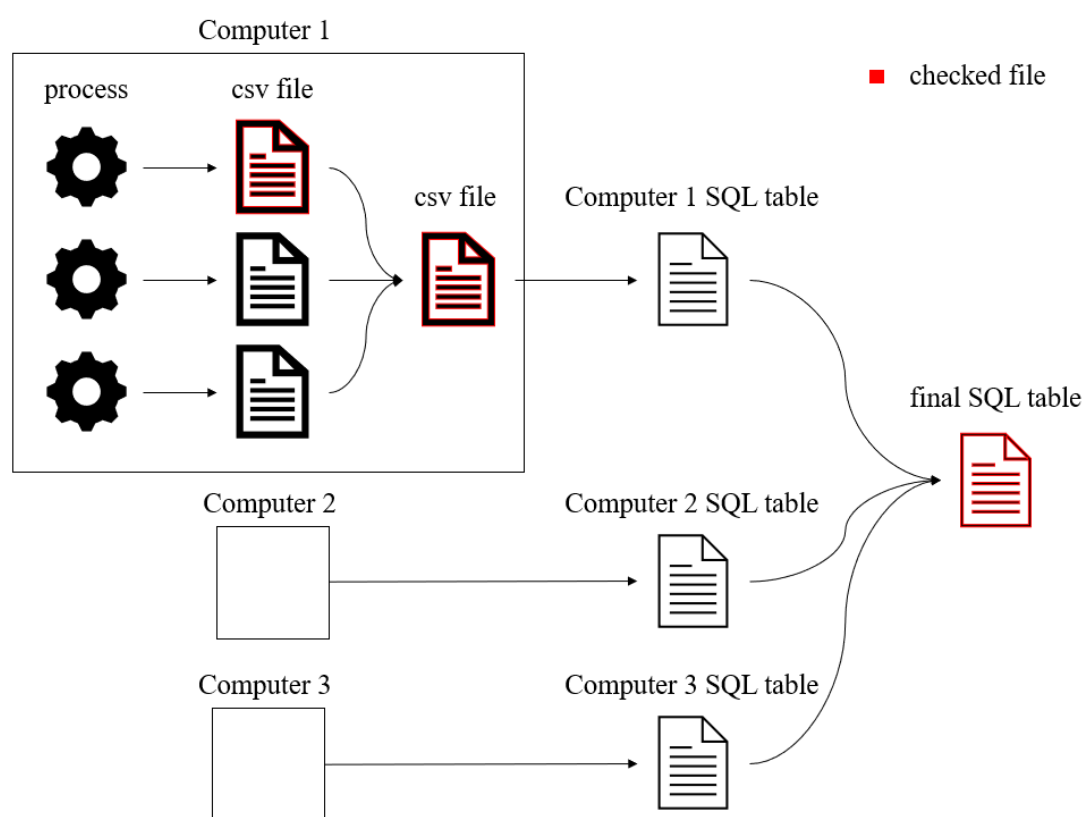 Computer 1
checked file
process
csv file
csv file
Computer 1 SQL table
final SQL table
Computer 2
Computer 2 SQL table
Computer 3
Computer 3 SQL table